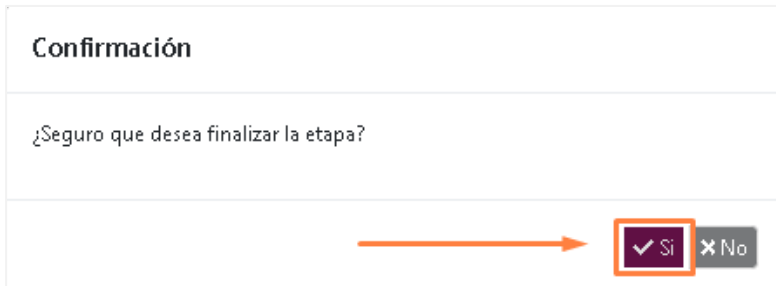 Confirmación
¿Seguro que desea finalizar la etapa?
Si
No